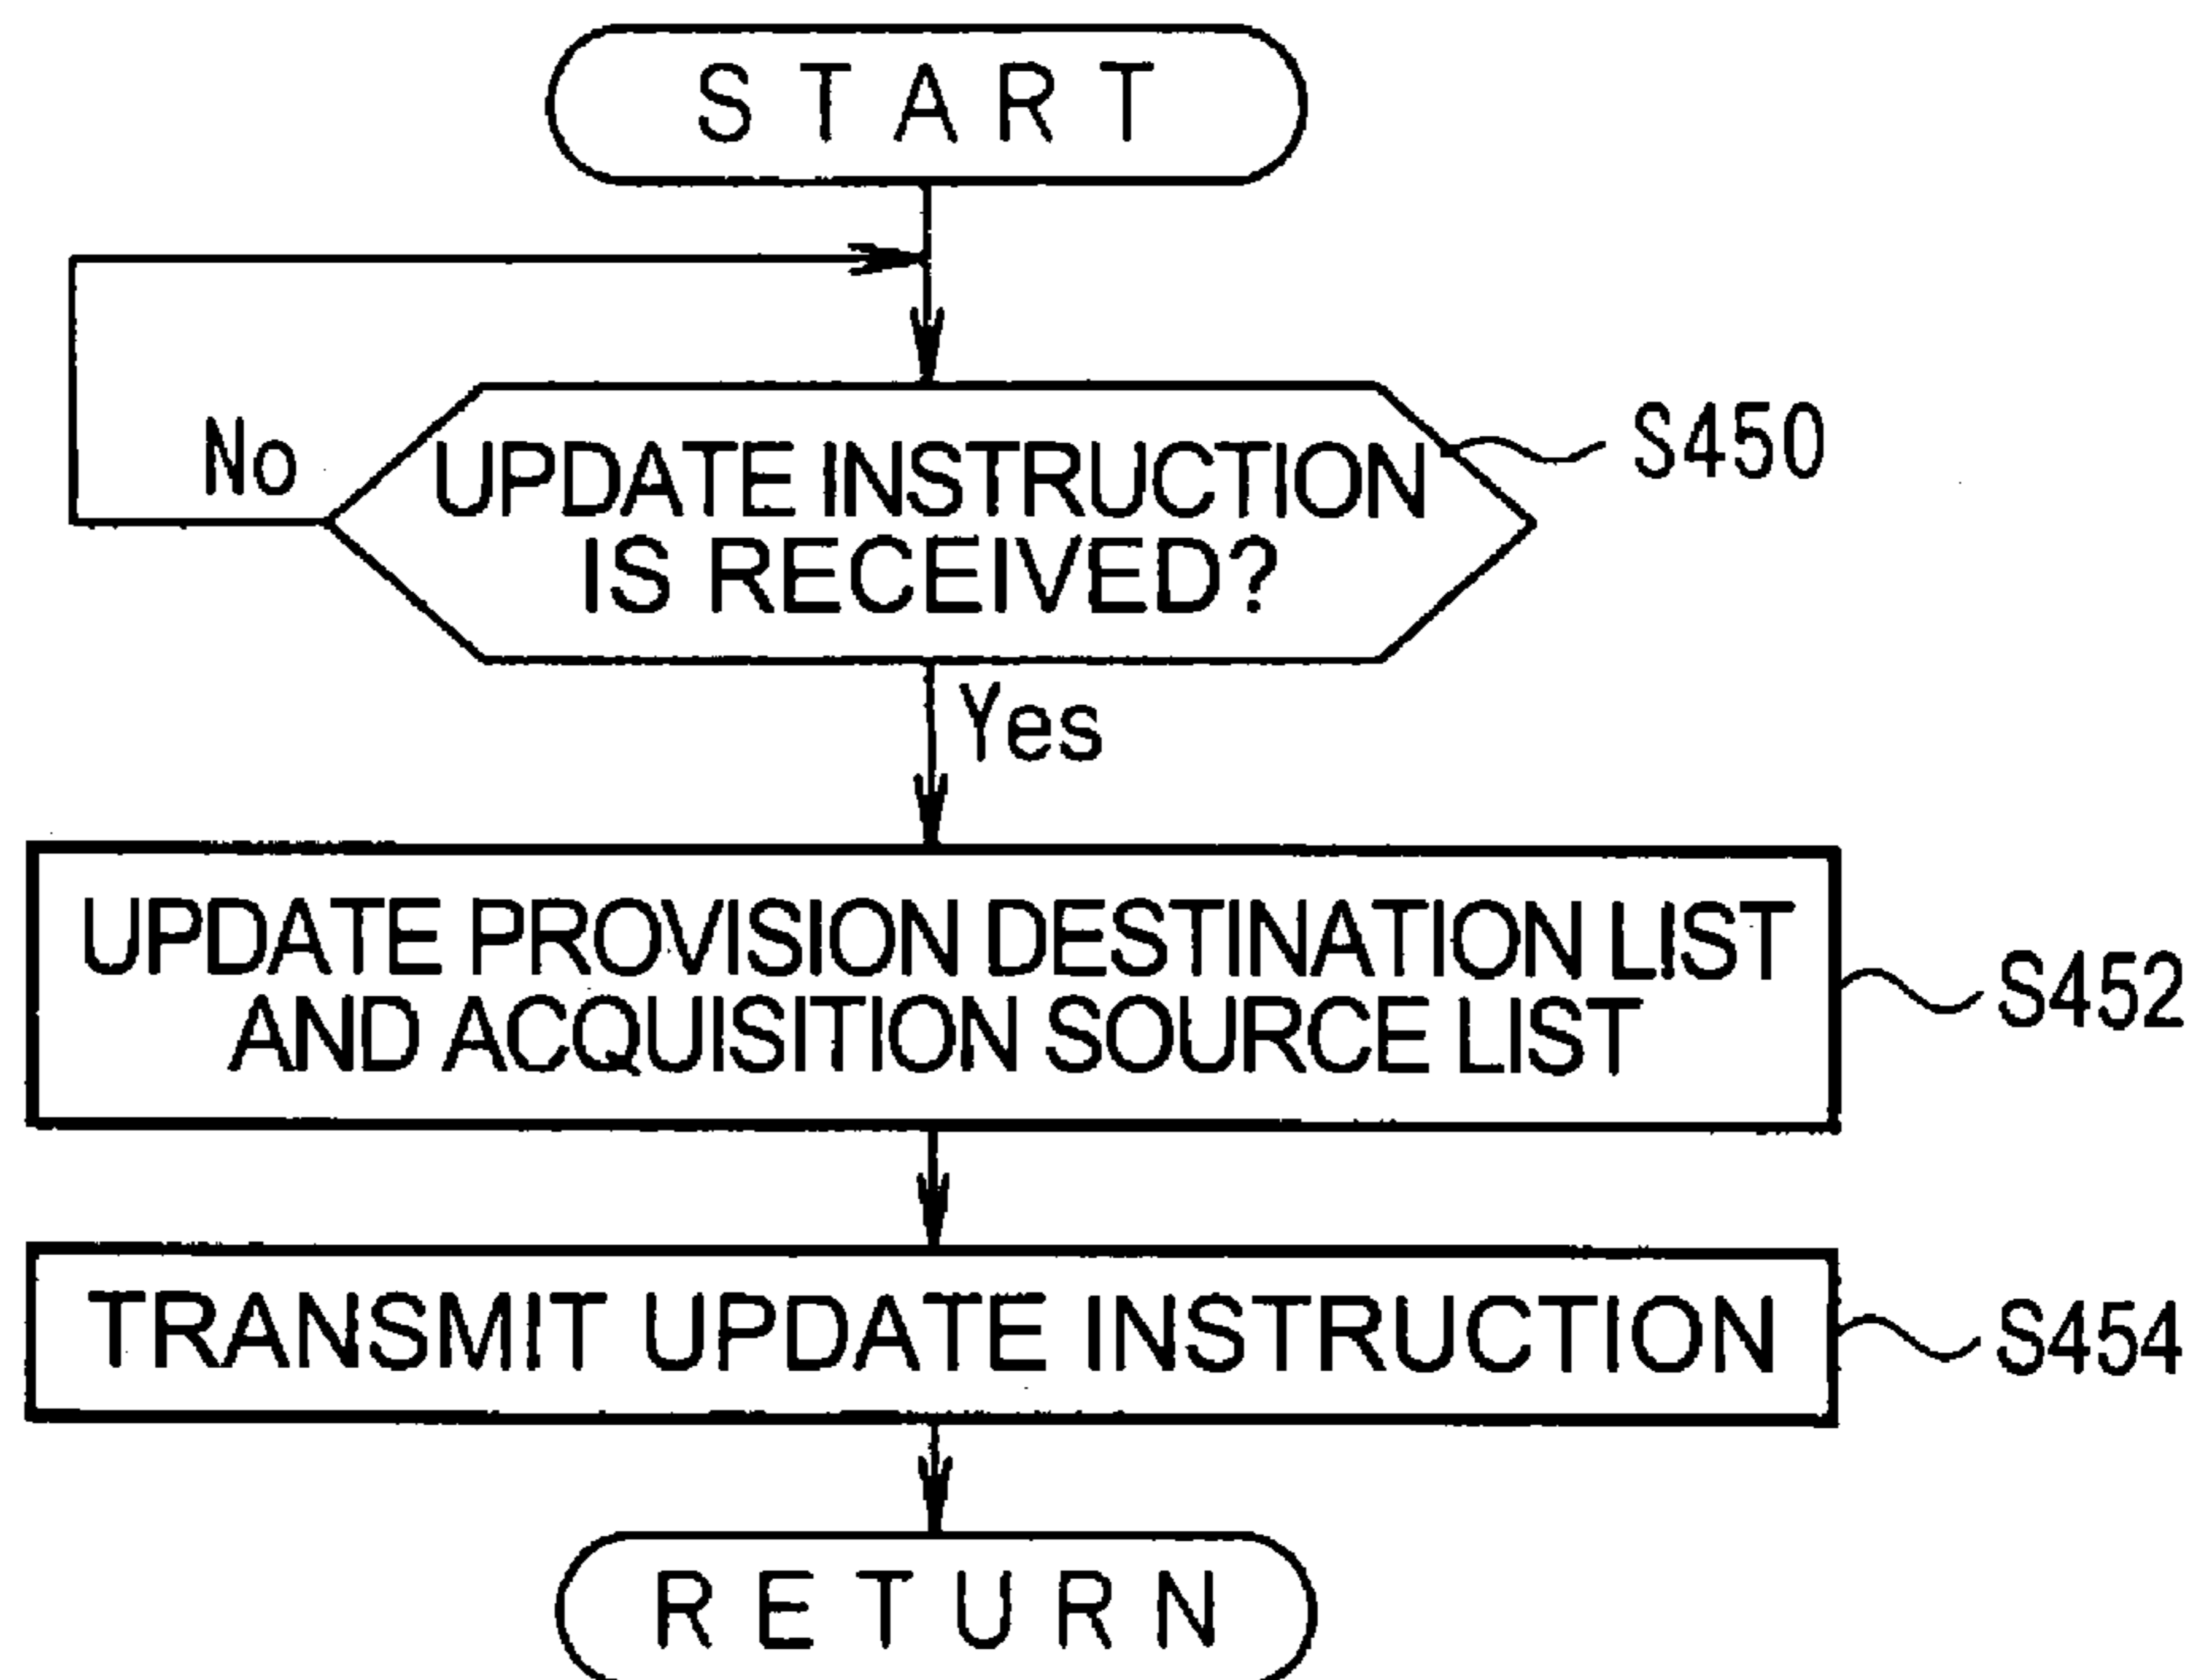 START
No
UPDATE INSTRUCTION
IS RECEIVED?
S450
Yes
UPDATE PROVISION DESTINATION LIST
AND ACQUISITION SOURCE LIST
S452
TRANSMIT UPDATE INSTRUCTION
S454
RETURN